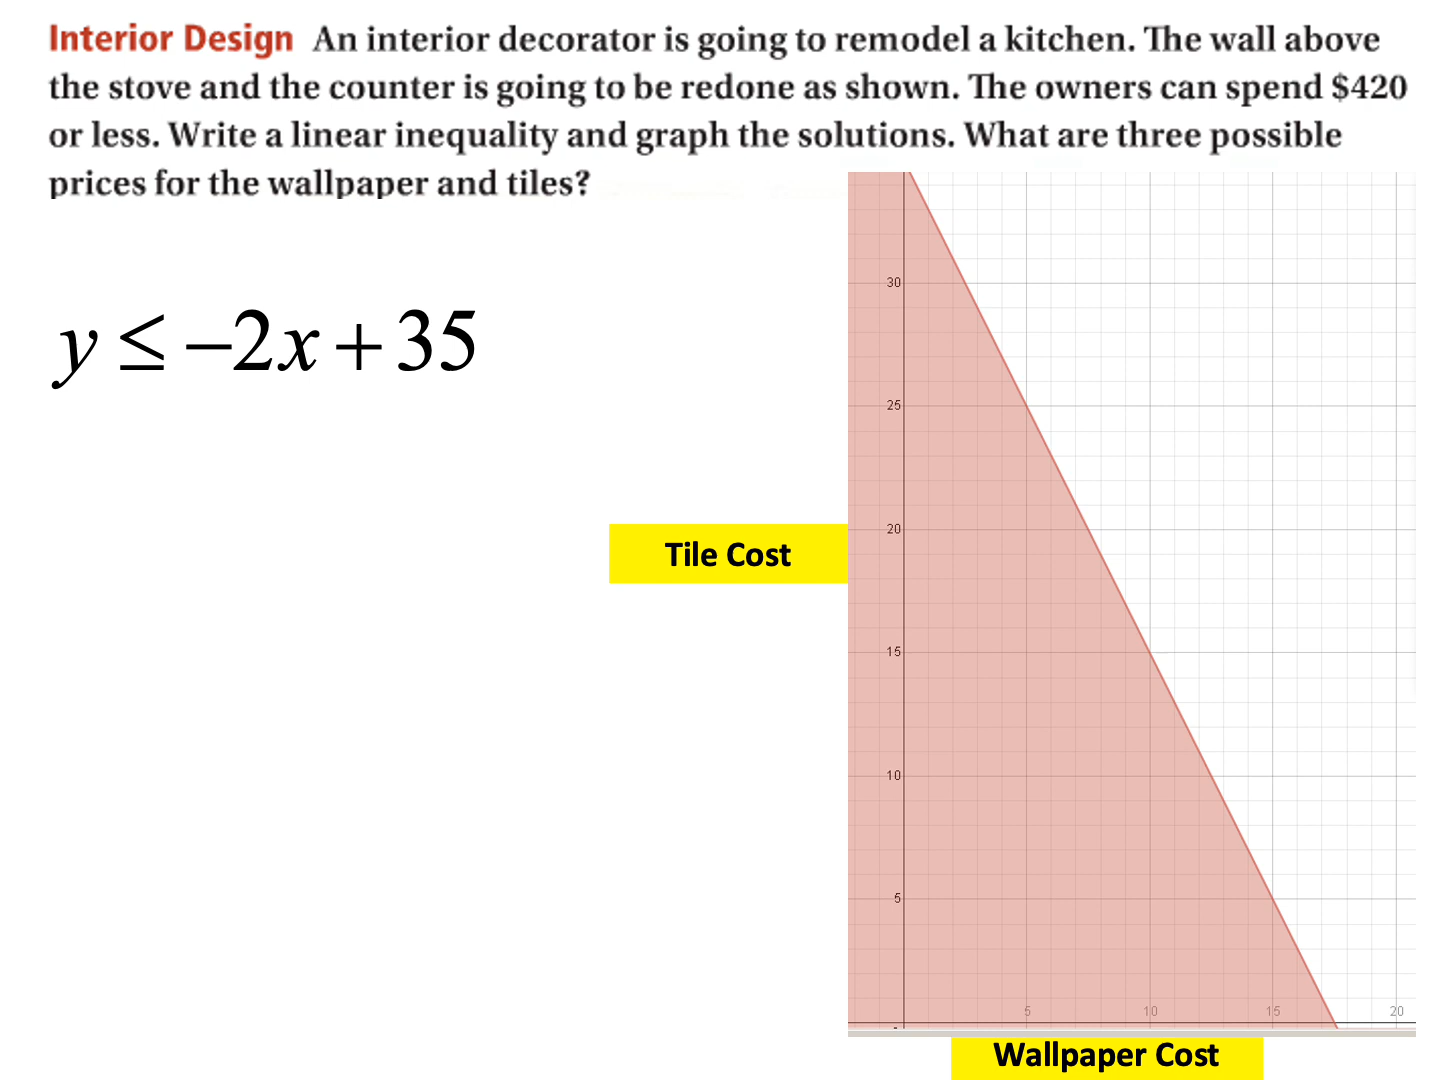 Interior Design An interior decorator is going to remodel a kitchen. The wall above
the stove and the counter is going to be redone as shown. The owners can spend $420
or less. Write a linear inequality and graph the solutions. What are three possible
prices for the wallpaper and tiles?
y ≤ −2x + 35
30
25
20
Tile Cost
15
10
5
5 10 15 20
Wallpaper Cost